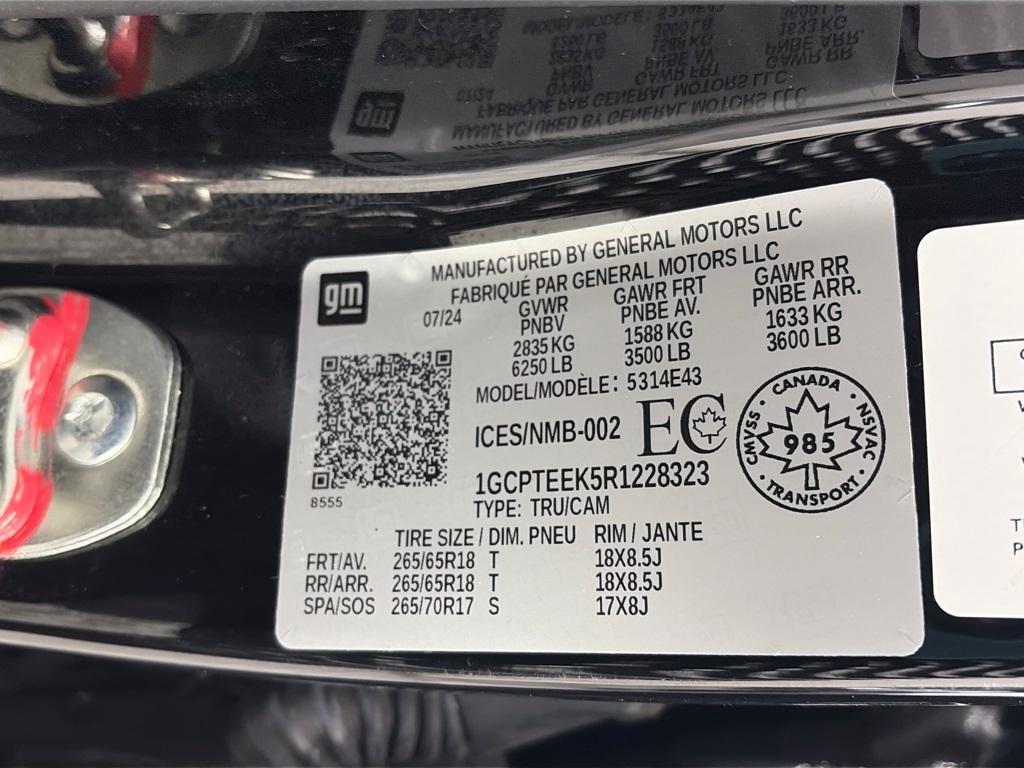 MANUFACTURED BY GENERAL MOTORS LLC
FABRIQUÉ PAR GENERAL MOTORS LLC
gm
07/24
GVWR
PNBV
2835 KG
6250 LB
GAWR FRT
PNBE AV.
1588 KG
3500 LB
GAWR RR
PNBE ARR.
1633 KG
3600 LB
MODEL/MODÈLE: 5314E43
ICES/NMB-002
EC
CANADA
CMVSS
985
NSVAC
TRANSPORT
1GCPTEEK5R1228323
8555
TYPE: TRU/CAM
TIRE SIZE / DIM. PNEU RIM / JANTE
FRT/AV. 265/65R18 T 18X8.5J
RR/ARR. 265/65R18 T 18X8.5J
SPA/SOS 265/70R17 S 17X8J